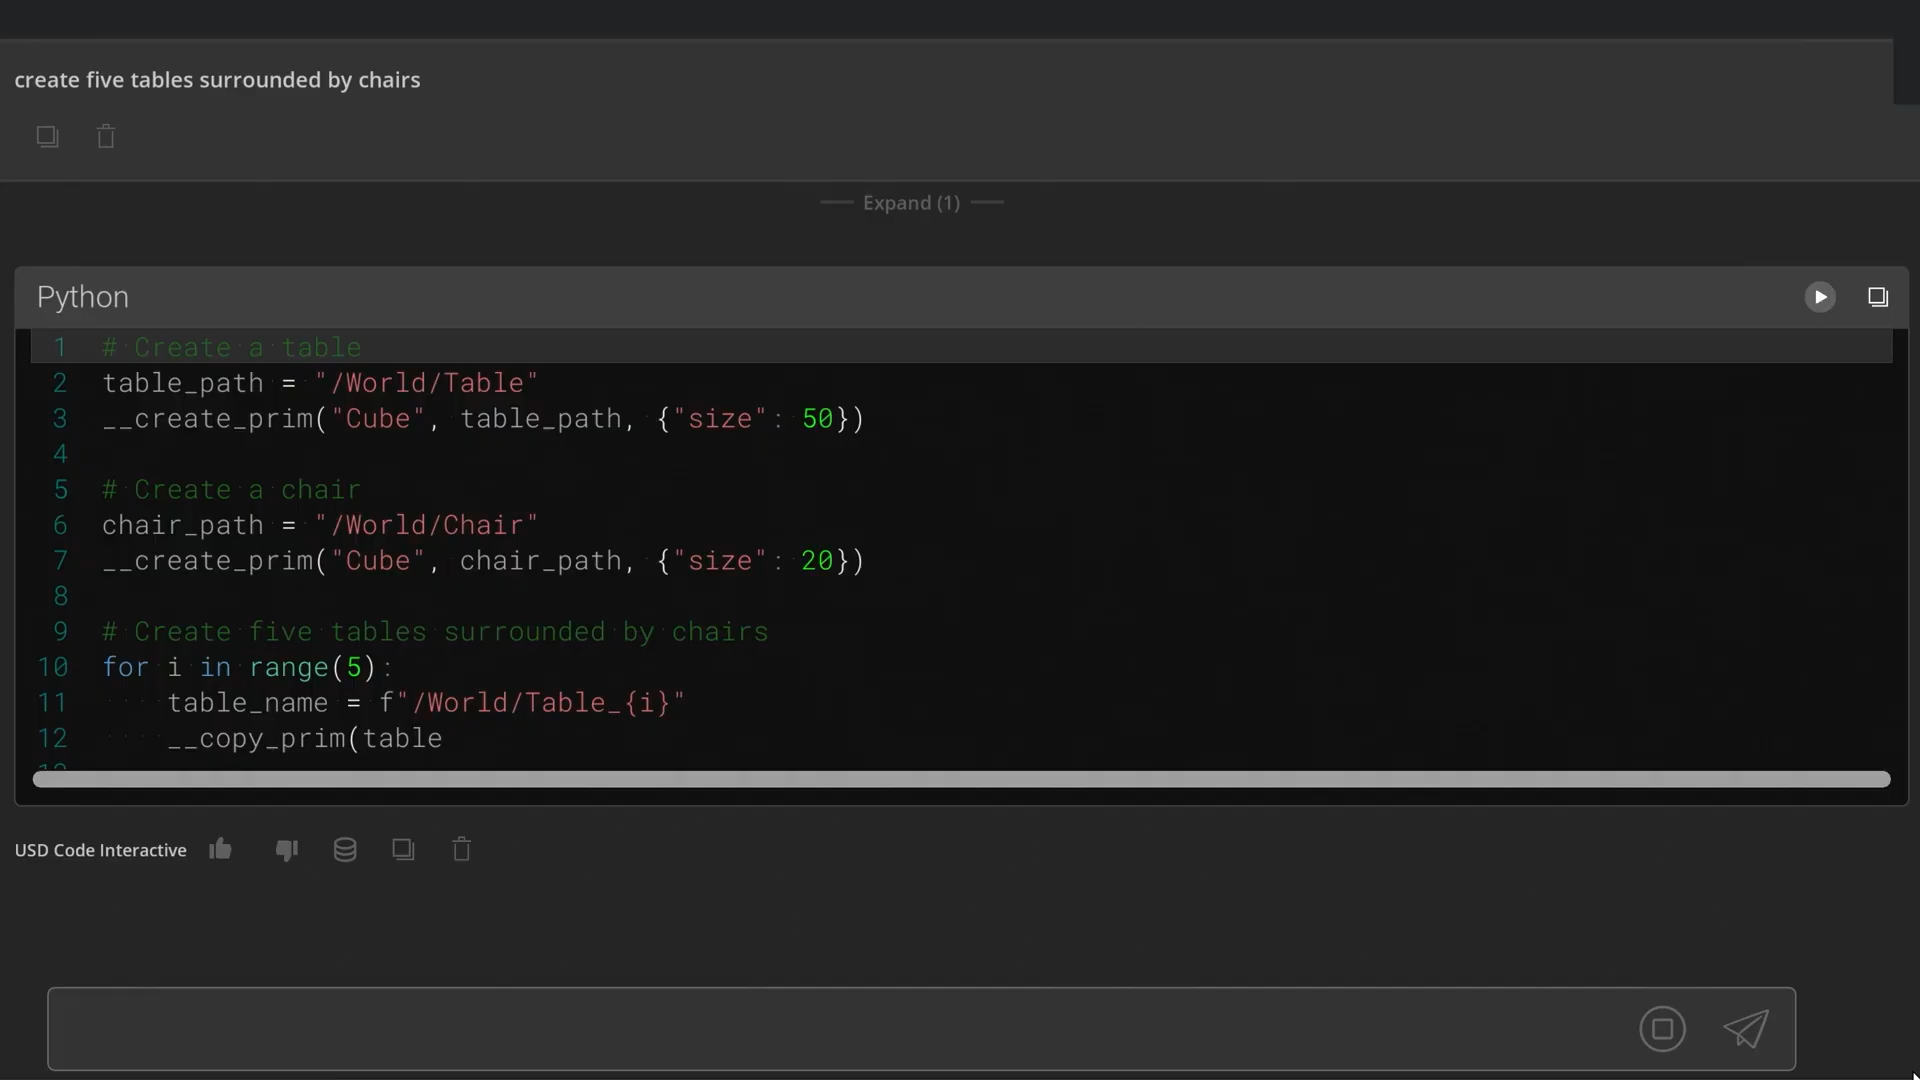 create five tables surrounded by chairs
Expand (1)
Python
1 # Create a table
2 table_path = "/World/Table"
3 __create_prim("Cube", table_path, {"size": 50})
4
5 # Create a chair
6 chair_path = "/World/Chair"
7 __create_prim("Cube", chair_path, {"size": 20})
8
9 # Create five tables surrounded by chairs
10 for i in range(5):
11     table_name = f"/World/Table_{i}"
12     __copy_prim(table
USD Code Interactive